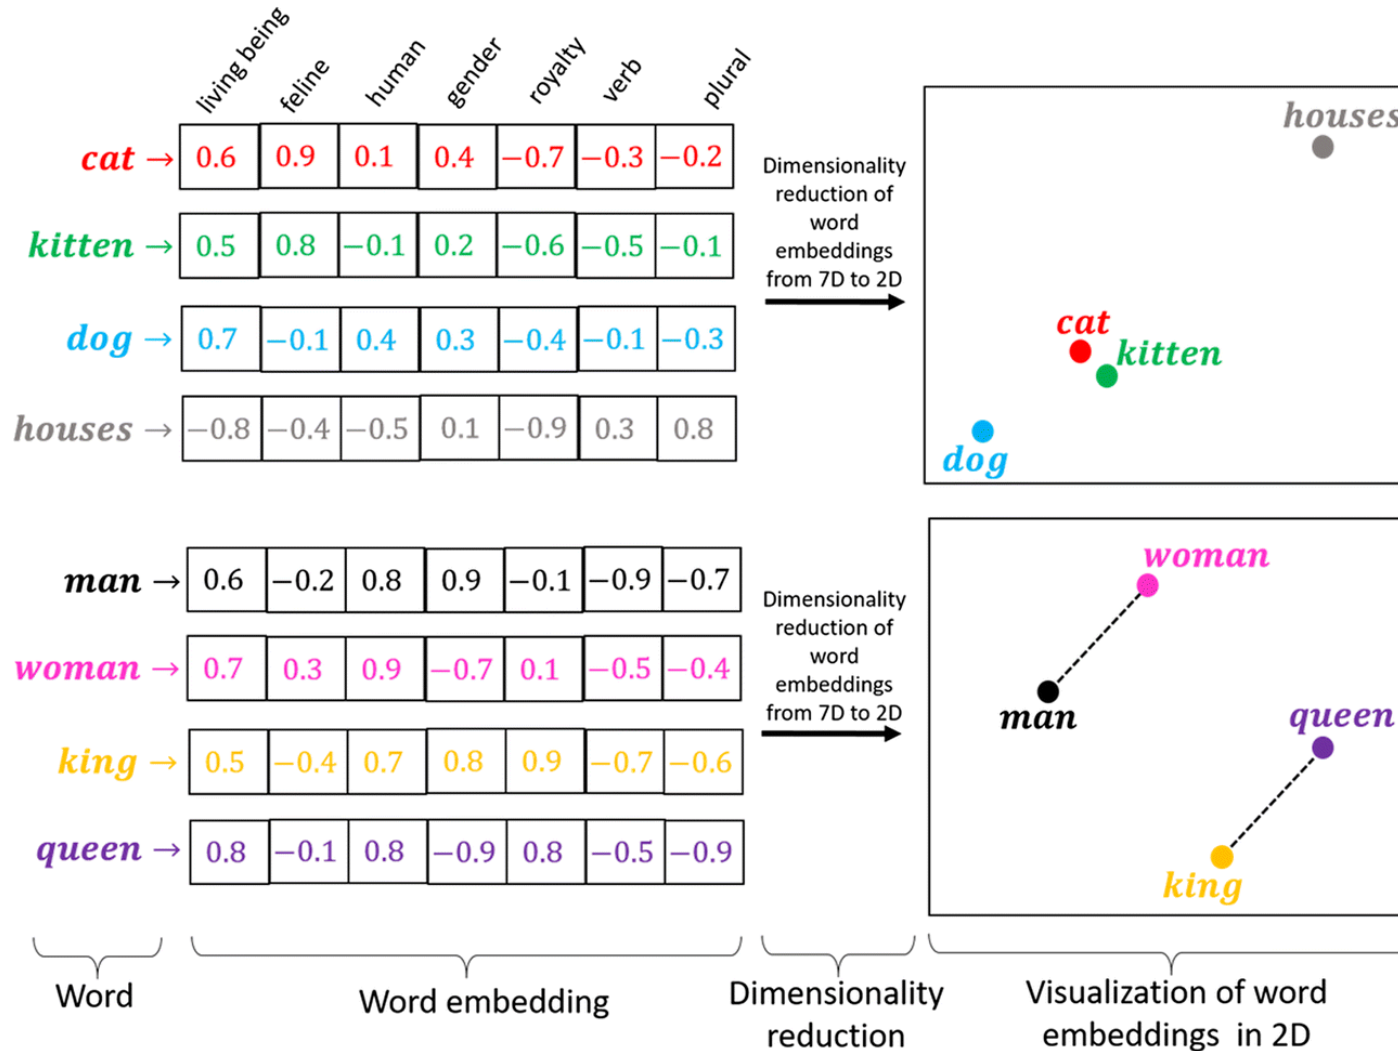 living being feline human gender royalty verb plural
cat → 0.6 0.9 0.1 0.4 −0.7 −0.3 −0.2
kitten → 0.5 0.8 −0.1 0.2 −0.6 −0.5 −0.1
dog → 0.7 −0.1 0.4 0.3 −0.4 −0.1 −0.3
houses → −0.8 −0.4 −0.5 0.1 −0.9 0.3 0.8
Dimensionality
reduction of
word
embeddings
from 7D to 2D
houses
cat
kitten
dog
man → 0.6 −0.2 0.8 0.9 −0.1 −0.9 −0.7
woman → 0.7 0.3 0.9 −0.7 0.1 −0.5 −0.4
king → 0.5 −0.4 0.7 0.8 0.9 −0.7 −0.6
queen → 0.8 −0.1 0.8 −0.9 0.8 −0.5 −0.9
Dimensionality
reduction of
word
embeddings
from 7D to 2D
woman
man
queen
king
Word
Word embedding
Dimensionality
reduction
Visualization of word
embeddings in 2D